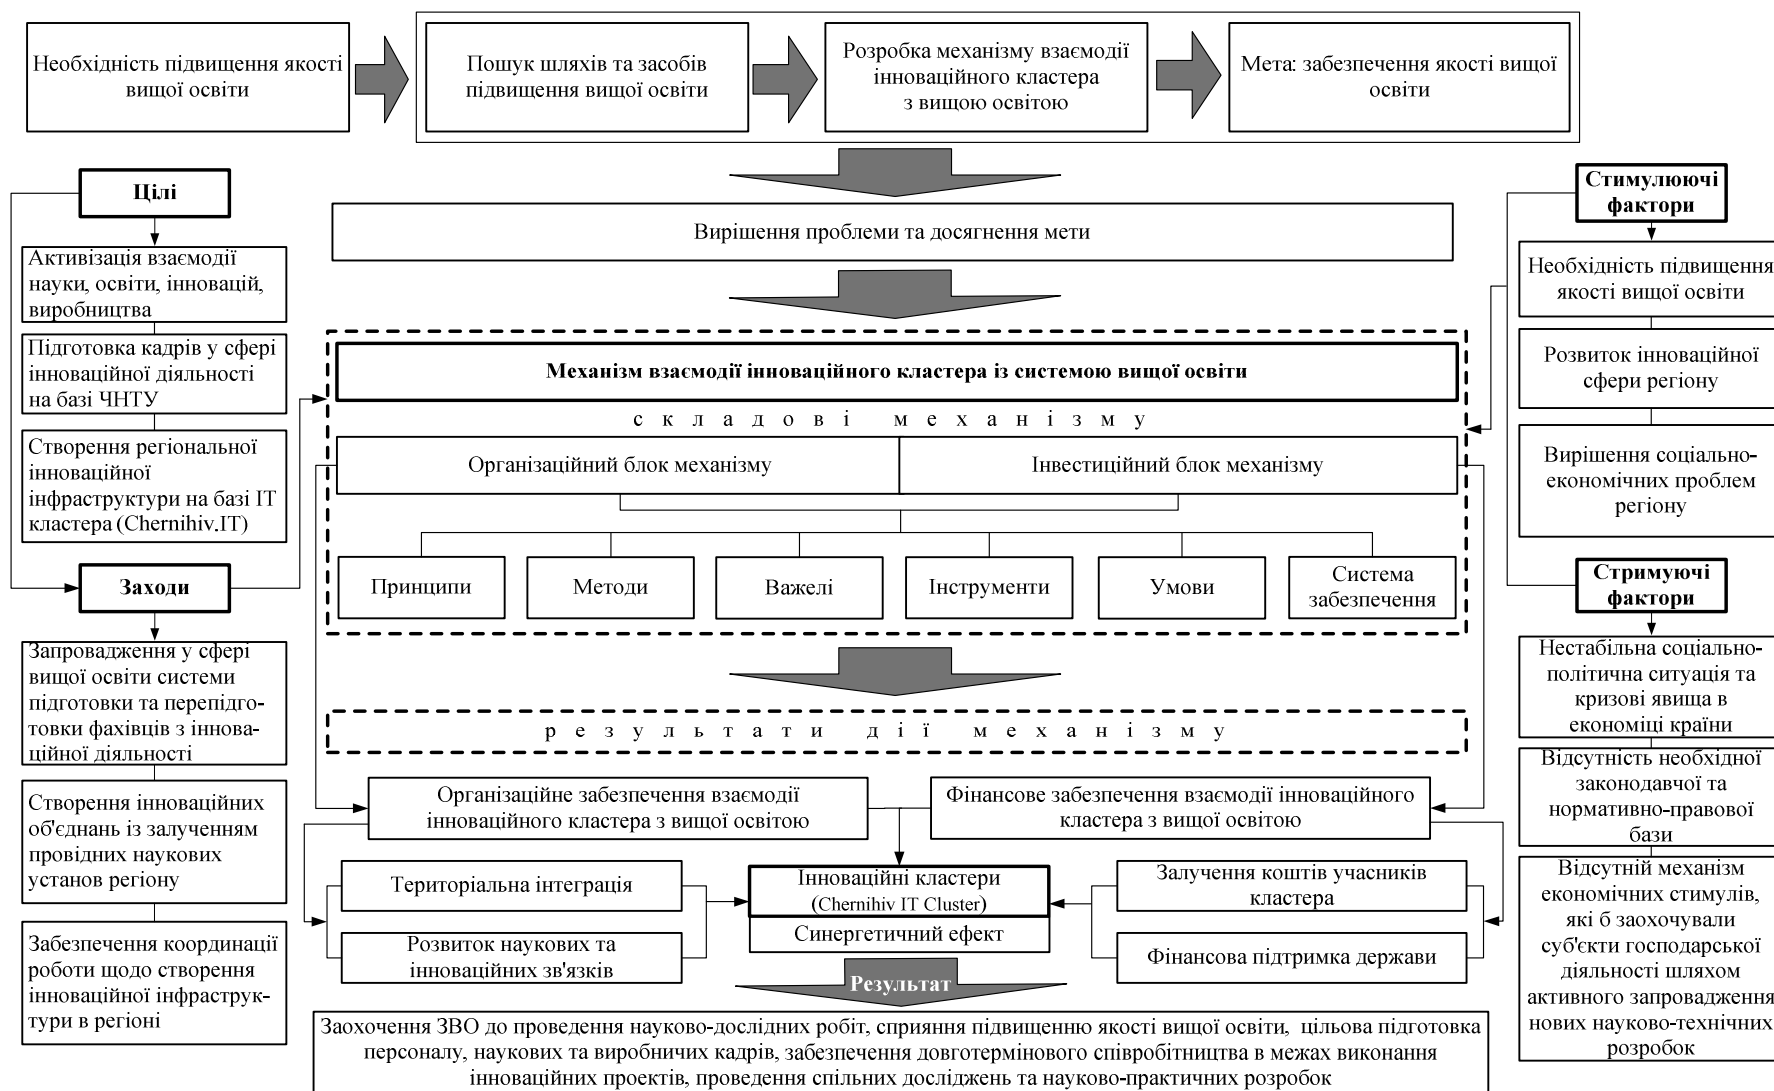 Необхідність підвищення якості
вищої освіти
Пошук шляхів та засобів
підвищення вищої освіти
Розробка механізму взаємодії
інноваційного кластера
з вищою освітою
Мета: забезпечення якості вищої
освіти
Вирішення проблеми та досягнення мети
Цілі
Активізація взаємодії
науки, освіти, інновацій,
виробництва
Підготовка кадрів у сфері
інноваційної діяльності
на базі ЧНТУ
Створення регіональної
інноваційної
інфраструктури на базі ІТ
кластера (Chernihiv.IT)
Заходи
Запровадження у сфері
вищої освіти системи
підготовки та перепідго-
товки фахівців з іннова-
ційної діяльності
Створення інноваційних
об'єднань із залученням
провідних наукових
установ регіону
Забезпечення координації
роботи щодо створення
інноваційної інфраструк-
тури в регіоні
Механізм взаємодії інноваційного кластера із системою вищої освіти
складові механізму
Організаційний блок механізму
Інвестиційний блок механізму
Принципи
Методи
Важелі
Інструменти
Умови
Система
забезпечення
результати дії механізму
Організаційне забезпечення взаємодії
інноваційного кластера з вищої освітою
Фінансове забезпечення взаємодії інноваційного
кластера з вищої освітою
Територіальна інтеграція
Розвиток наукових та
інноваційних зв'язків
Інноваційні кластери
(Chernihiv IT Cluster)
Синергетичний ефект
Залучення коштів учасників
кластера
Фінансова підтримка держави
Результат
Заохочення ЗВО до проведення науково-дослідних робіт, сприяння підвищенню якості вищої освіти, цільова підготовка
персоналу, наукових та виробничих кадрів, забезпечення довготермінового співробітництва в межах виконання
інноваційних проектів, проведення спільних досліджень та науково-практичних розробок
Стимулюючі
фактори
Необхідність підвищення
якості вищої освіти
Розвиток інноваційної
сфери регіону
Вирішення соціально-
економічних проблем
регіону
Стримуючі
фактори
Нестабільна соціально-
політична ситуація та
кризові явища в
економіці країни
Відсутність необхідної
законодавчої та
нормативно-правової
бази
Відсутній механізм
економічних стимулів,
які б заохочували
суб'єкти господарської
діяльності шляхом
активного запровадження
нових науково-технічних
розробок